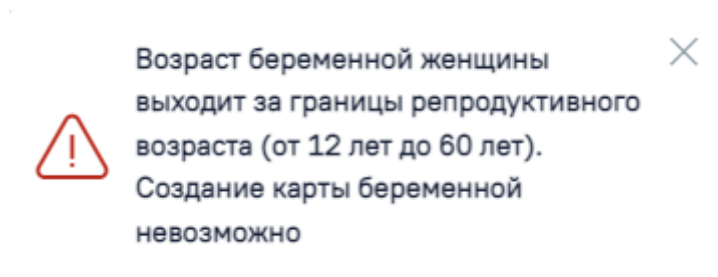 Возраст беременной женщины
выходит за границы репродуктивного
возраста (от 12 лет до 60 лет).
Создание карты беременной
невозможно